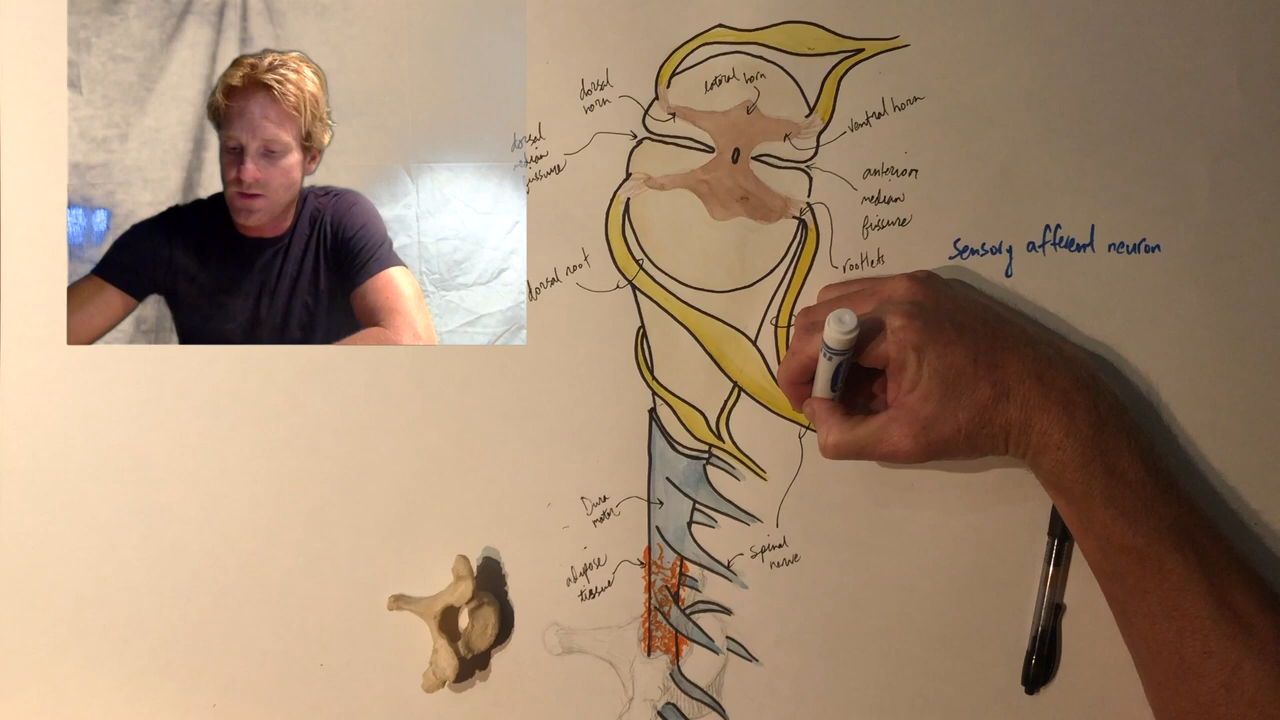 dorsal
horn
lateral horn
ventral horn
dorsal
median
fissure
anterior
median
fissure
sensory afferent neuron
rootlets
dorsal root
Dura
mater
spinal
nerve
adipose
tissue